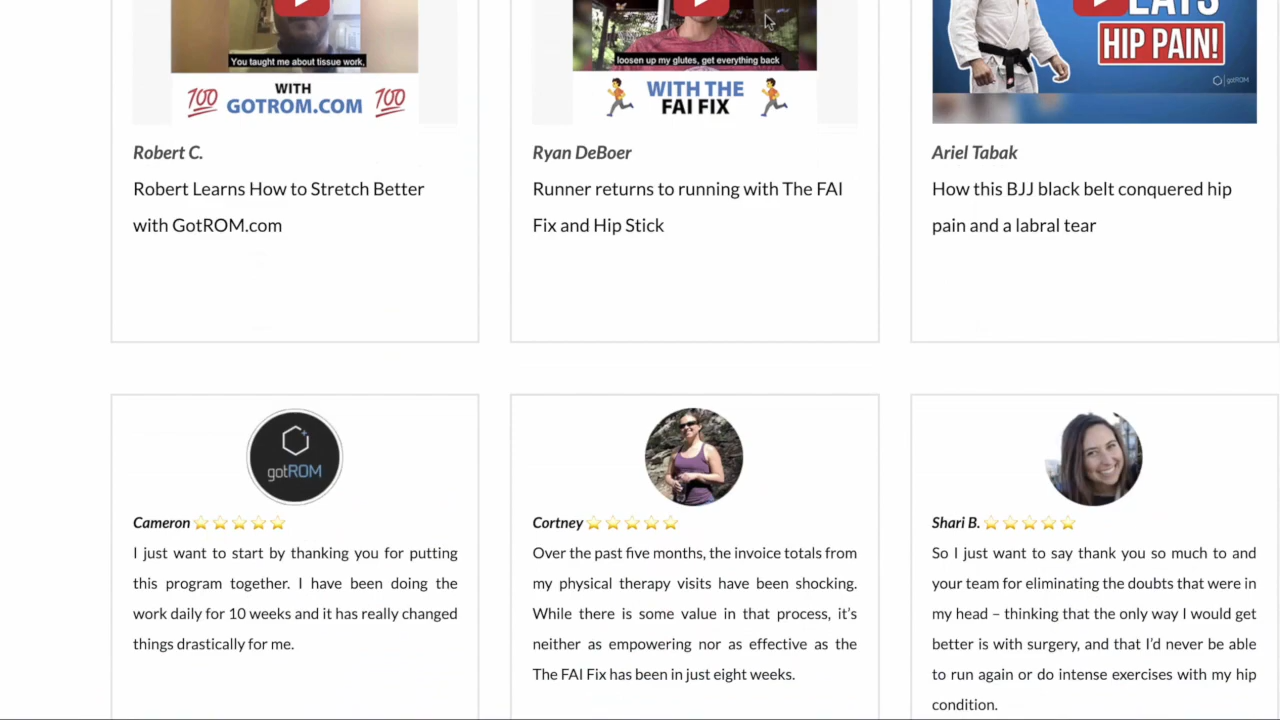 You taught me about tissue work,
💯 WITH 💯
GOTROM.COM
Robert C.
Robert Learns How to Stretch Better
with GotROM.com
loosen up my glutes, get everything back
WITH THE
FAI FIX
Ryan DeBoer
Runner returns to running with The FAI
Fix and Hip Stick
EATS
HIP PAIN!
gotROM
Ariel Tabak
How this BJJ black belt conquered hip
pain and a labral tear
gotROM
Cameron ⭐⭐⭐⭐⭐
I just want to start by thanking you for putting
this program together. I have been doing the
work daily for 10 weeks and it has really changed
things drastically for me.
Cortney ⭐⭐⭐⭐⭐
Over the past five months, the invoice totals from
my physical therapy visits have been shocking.
While there is some value in that process, it’s
neither as empowering nor as effective as the
The FAI Fix has been in just eight weeks.
Shari B. ⭐⭐⭐⭐⭐
So I just want to say thank you so much to and
your team for eliminating the doubts that were in
my head – thinking that the only way I would get
better is with surgery, and that I’d never be able
to run again or do intense exercises with my hip
condition.